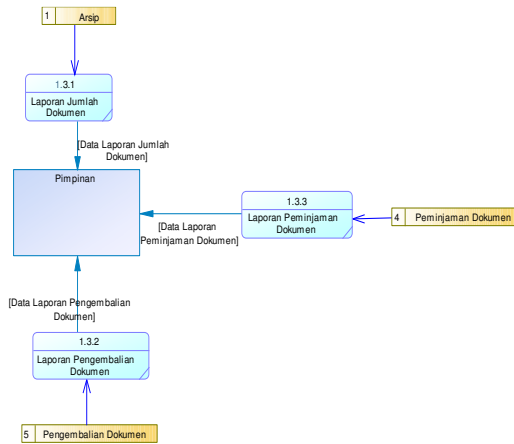 1 Arsip
1.3.1
Laporan Jumlah
Dokumen
[Data Laporan Jumlah
Dokumen]
Pimpinan
1.3.3
Laporan Peminjaman
Dokumen
4 Peminjaman Dokumen
[Data Laporan
Peminjaman Dokumen]
[Data Laporan Pengembalian
Dokumen]
1.3.2
Laporan Pengembalian
Dokumen
5 Pengembalian Dokumen